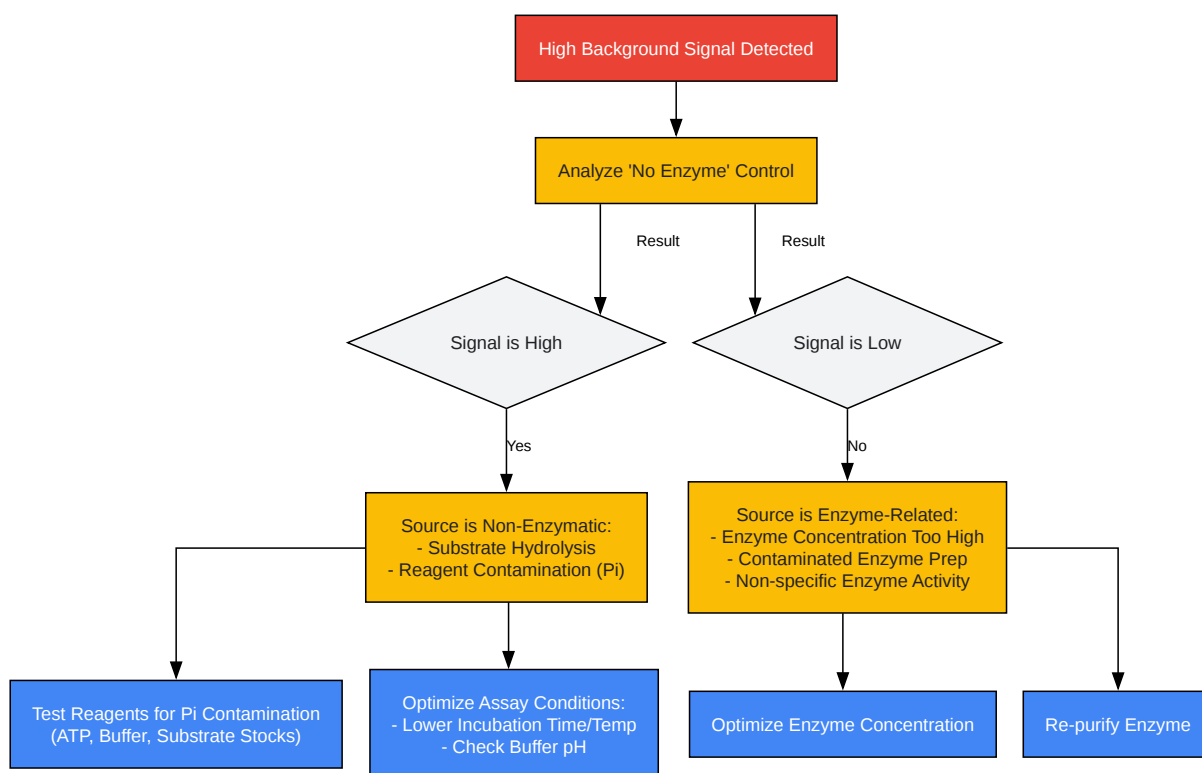 High Background Signal Detected
Analyze 'No Enzyme' Control
Result
Result
Signal is High
Signal is Low
Yes
No
Source is Non-Enzymatic:
- Substrate Hydrolysis
- Reagent Contamination (Pi)
Source is Enzyme-Related:
- Enzyme Concentration Too High
- Contaminated Enzyme Prep
- Non-specific Enzyme Activity
Test Reagents for Pi Contamination
(ATP, Buffer, Substrate Stocks)
Optimize Assay Conditions:
- Lower Incubation Time/Temp
- Check Buffer pH
Optimize Enzyme Concentration
Re-purify Enzyme